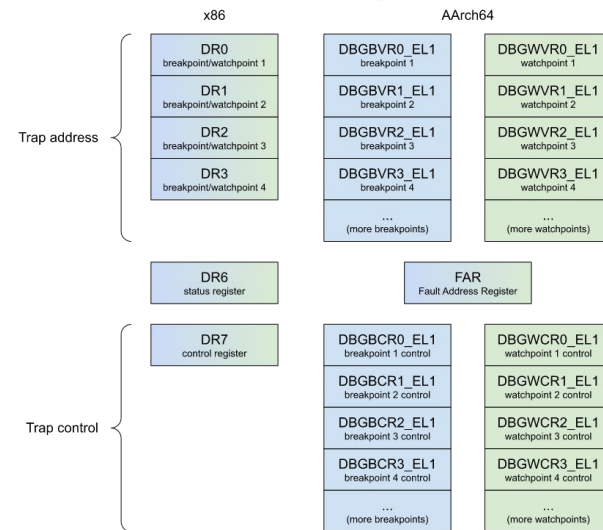 x86
AArch64
Trap address
DR0
breakpoint/watchpoint 1
DR1
breakpoint/watchpoint 2
DR2
breakpoint/watchpoint 3
DR3
breakpoint/watchpoint 4
DBGBVR0_EL1
breakpoint 1
DBGBVR1_EL1
breakpoint 2
DBGBVR2_EL1
breakpoint 3
DBGBVR3_EL1
breakpoint 4
...
(more breakpoints)
DBGWVR0_EL1
watchpoint 1
DBGWVR1_EL1
watchpoint 2
DBGWVR2_EL1
watchpoint 3
DBGWVR3_EL1
watchpoint 4
...
(more watchpoints)
DR6
status register
FAR
Fault Address Register
Trap control
DR7
control register
DBGBCR0_EL1
breakpoint 1 control
DBGBCR1_EL1
breakpoint 2 control
DBGBCR2_EL1
breakpoint 3 control
DBGBCR3_EL1
breakpoint 4 control
...
(more breakpoints)
DBGWCR0_EL1
watchpoint 1 control
DBGWCR1_EL1
watchpoint 2 control
DBGWCR2_EL1
watchpoint 3 control
DBGWCR3_EL1
watchpoint 4 control
...
(more watchpoints)